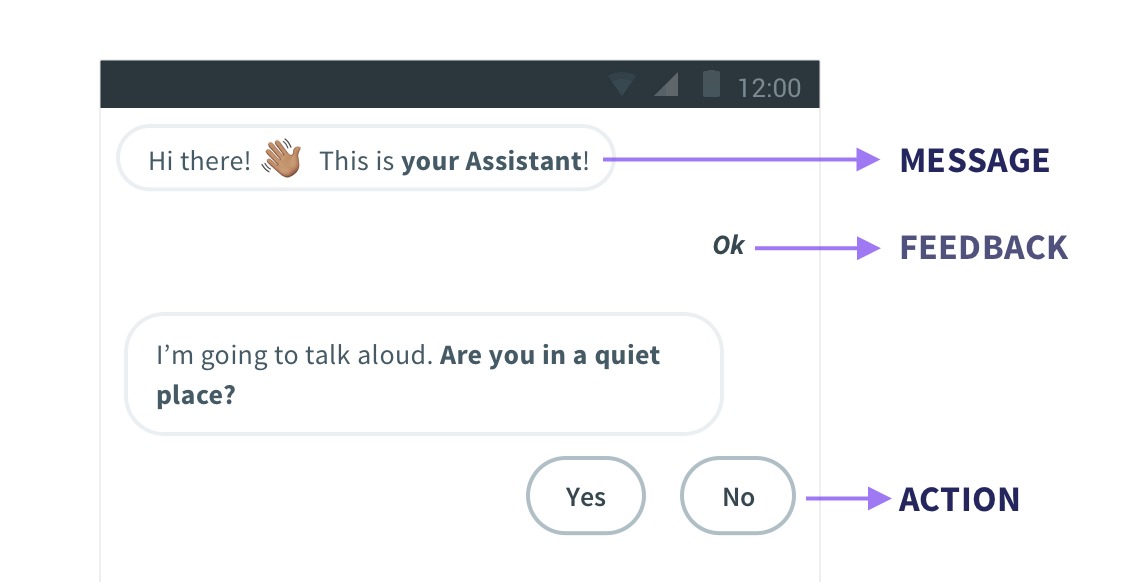 12:00
Hi there! 👋🏽 This is your Assistant!
MESSAGE
Ok
FEEDBACK
I’m going to talk aloud. Are you in a quiet
place?
Yes
No
ACTION